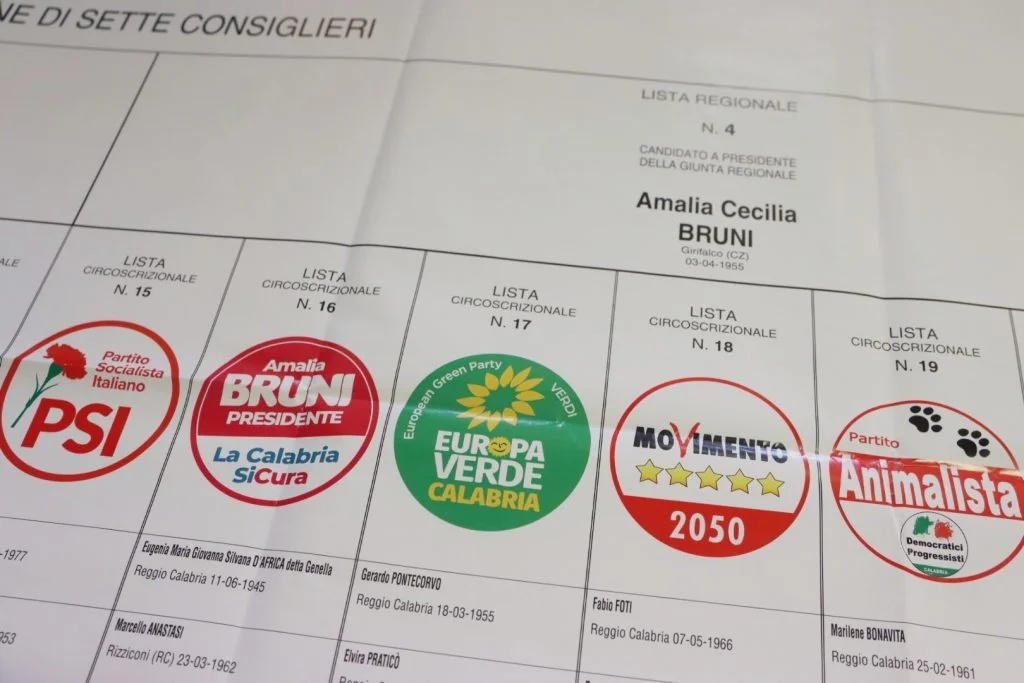 NE DI SETTE CONSIGLIERI
LISTA REGIONALE
N. 4
CANDIDATO A PRESIDENTE
DELLA GIUNTA REGIONALE
Amalia Cecilia
BRUNI
Girifalco (CZ)
03-04-1955
ALE
LISTA
CIRCOSCRIZIONALE
N. 15
Partito
Socialista
Italiano
PSI
-1977
953
LISTA
CIRCOSCRIZIONALE
N. 16
Amalia
BRUNI
PRESIDENTE
La Calabria
SiCura
Eugenia Maria Giovanna Silvana D'AFRICA detta Genella
Reggio Calabria 11-06-1945
Marcello ANASTASI
Rizziconi (RC) 23-03-1962
LISTA
CIRCOSCRIZIONALE
N. 17
European Green Party
VERDI
EUROPA
VERDE
CALABRIA
Gerardo PONTECORVO
Reggio Calabria 18-03-1955
Elvira PRATICÒ
LISTA
CIRCOSCRIZIONALE
N. 18
MOVIMENTO
2050
Fabio FOTI
Reggio Calabria 07-05-1966
LISTA
CIRCOSCRIZIONALE
N. 19
Partito
Animalista
Democratici
Progressisti
CALABRIA
Marilene BONAVITA
Reggio Calabria 25-02-1961